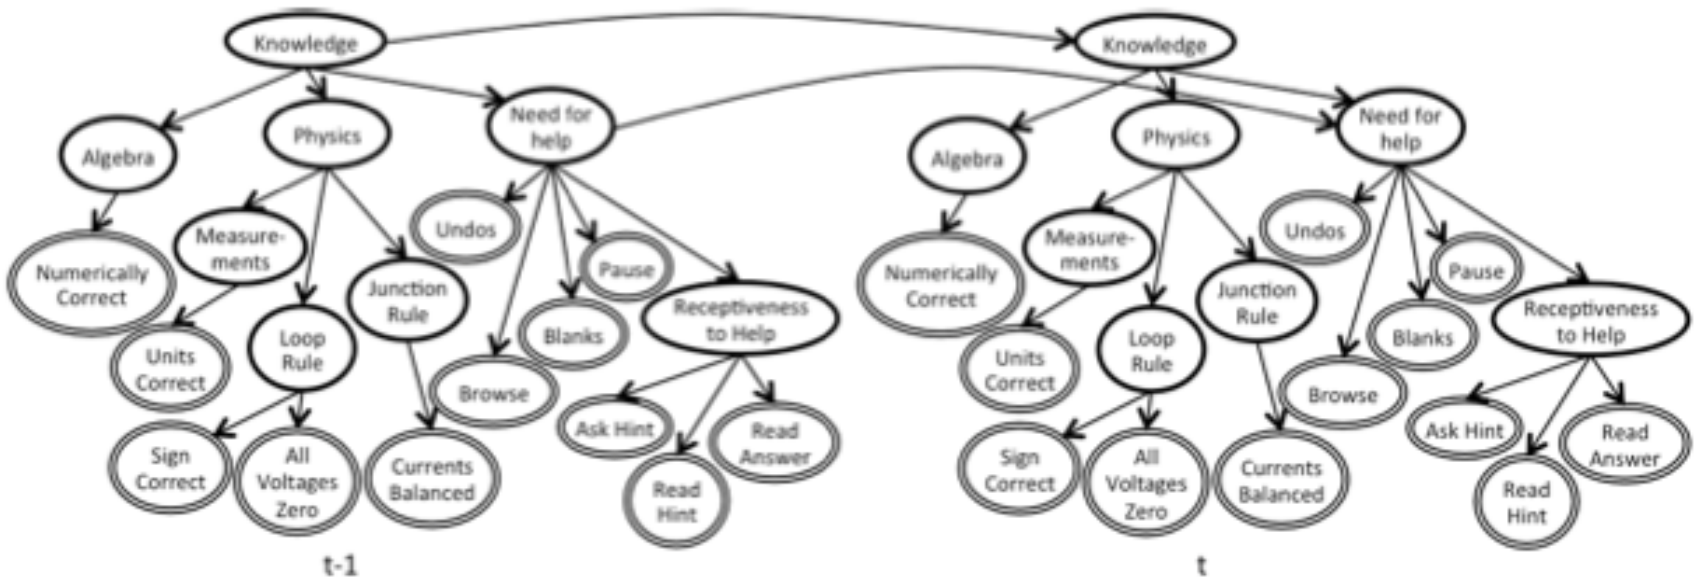 Knowledge
Algebra
Physics
Need for
help
Numerically
Correct
Measure-
ments
Units
Correct
Loop
Rule
Junction
Rule
Sign
Correct
All
Voltages
Zero
Currents
Balanced
Undos
Browse
Blanks
Pause
Receptiveness
to Help
Ask Hint
Read
Hint
Read
Answer
t-1
Knowledge
Algebra
Physics
Need for
help
Numerically
Correct
Measure-
ments
Units
Correct
Loop
Rule
Junction
Rule
Sign
Correct
All
Voltages
Zero
Currents
Balanced
Undos
Browse
Blanks
Pause
Receptiveness
to Help
Ask Hint
Read
Hint
Read
Answer
t